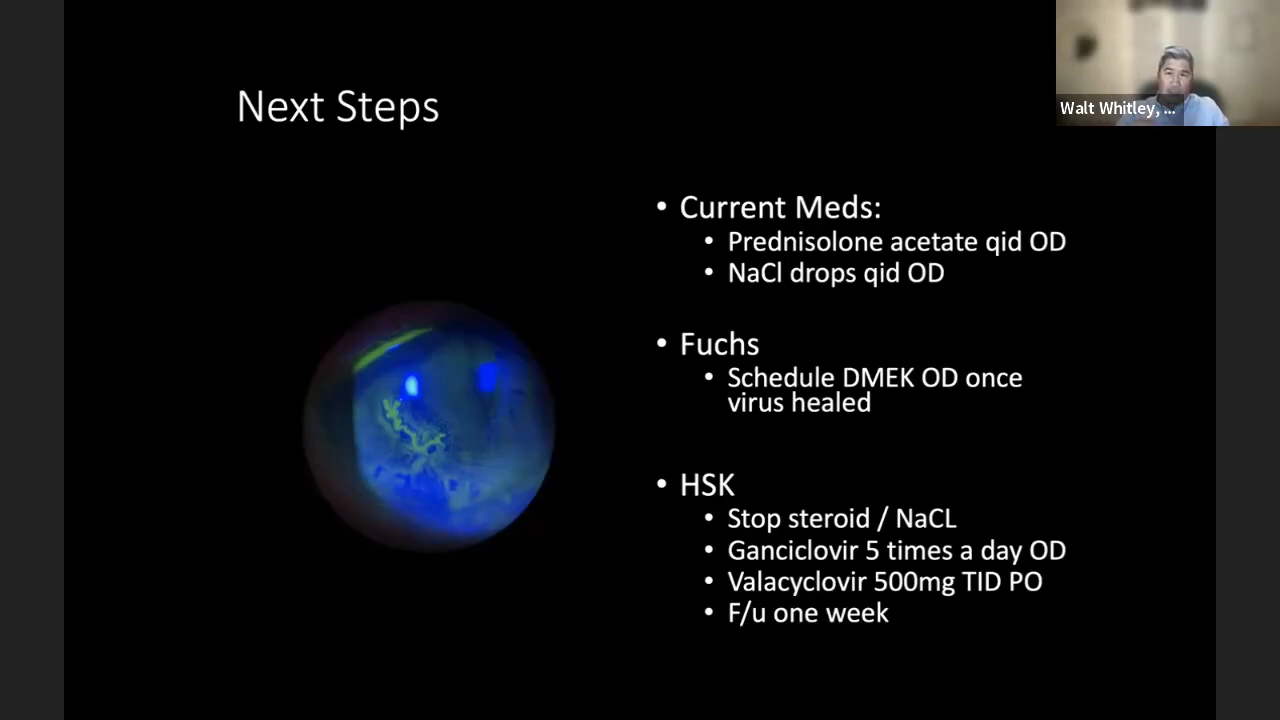 Walt Whitley, ...
Next Steps
• Current Meds:
• Prednisolone acetate qid OD
• NaCl drops qid OD
• Fuchs
• Schedule DMEK OD once
virus healed
• HSK
• Stop steroid / NaCL
• Ganciclovir 5 times a day OD
• Valacyclovir 500mg TID PO
• F/u one week